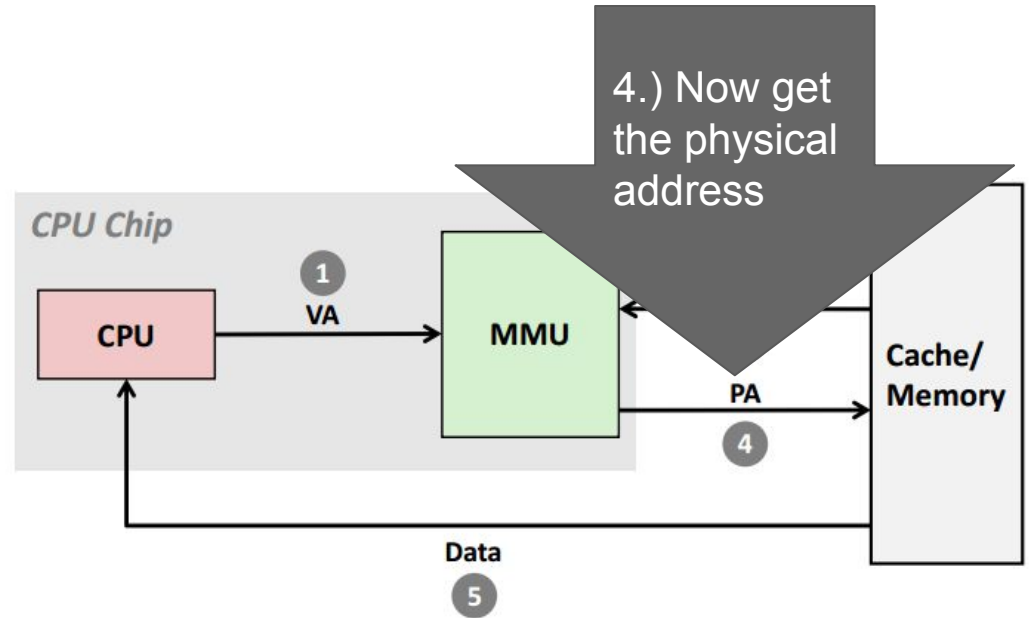 4.) Now get
the physical
address
CPU Chip
1
VA
CPU
MMU
Cache/
Memory
PA
4
Data
5